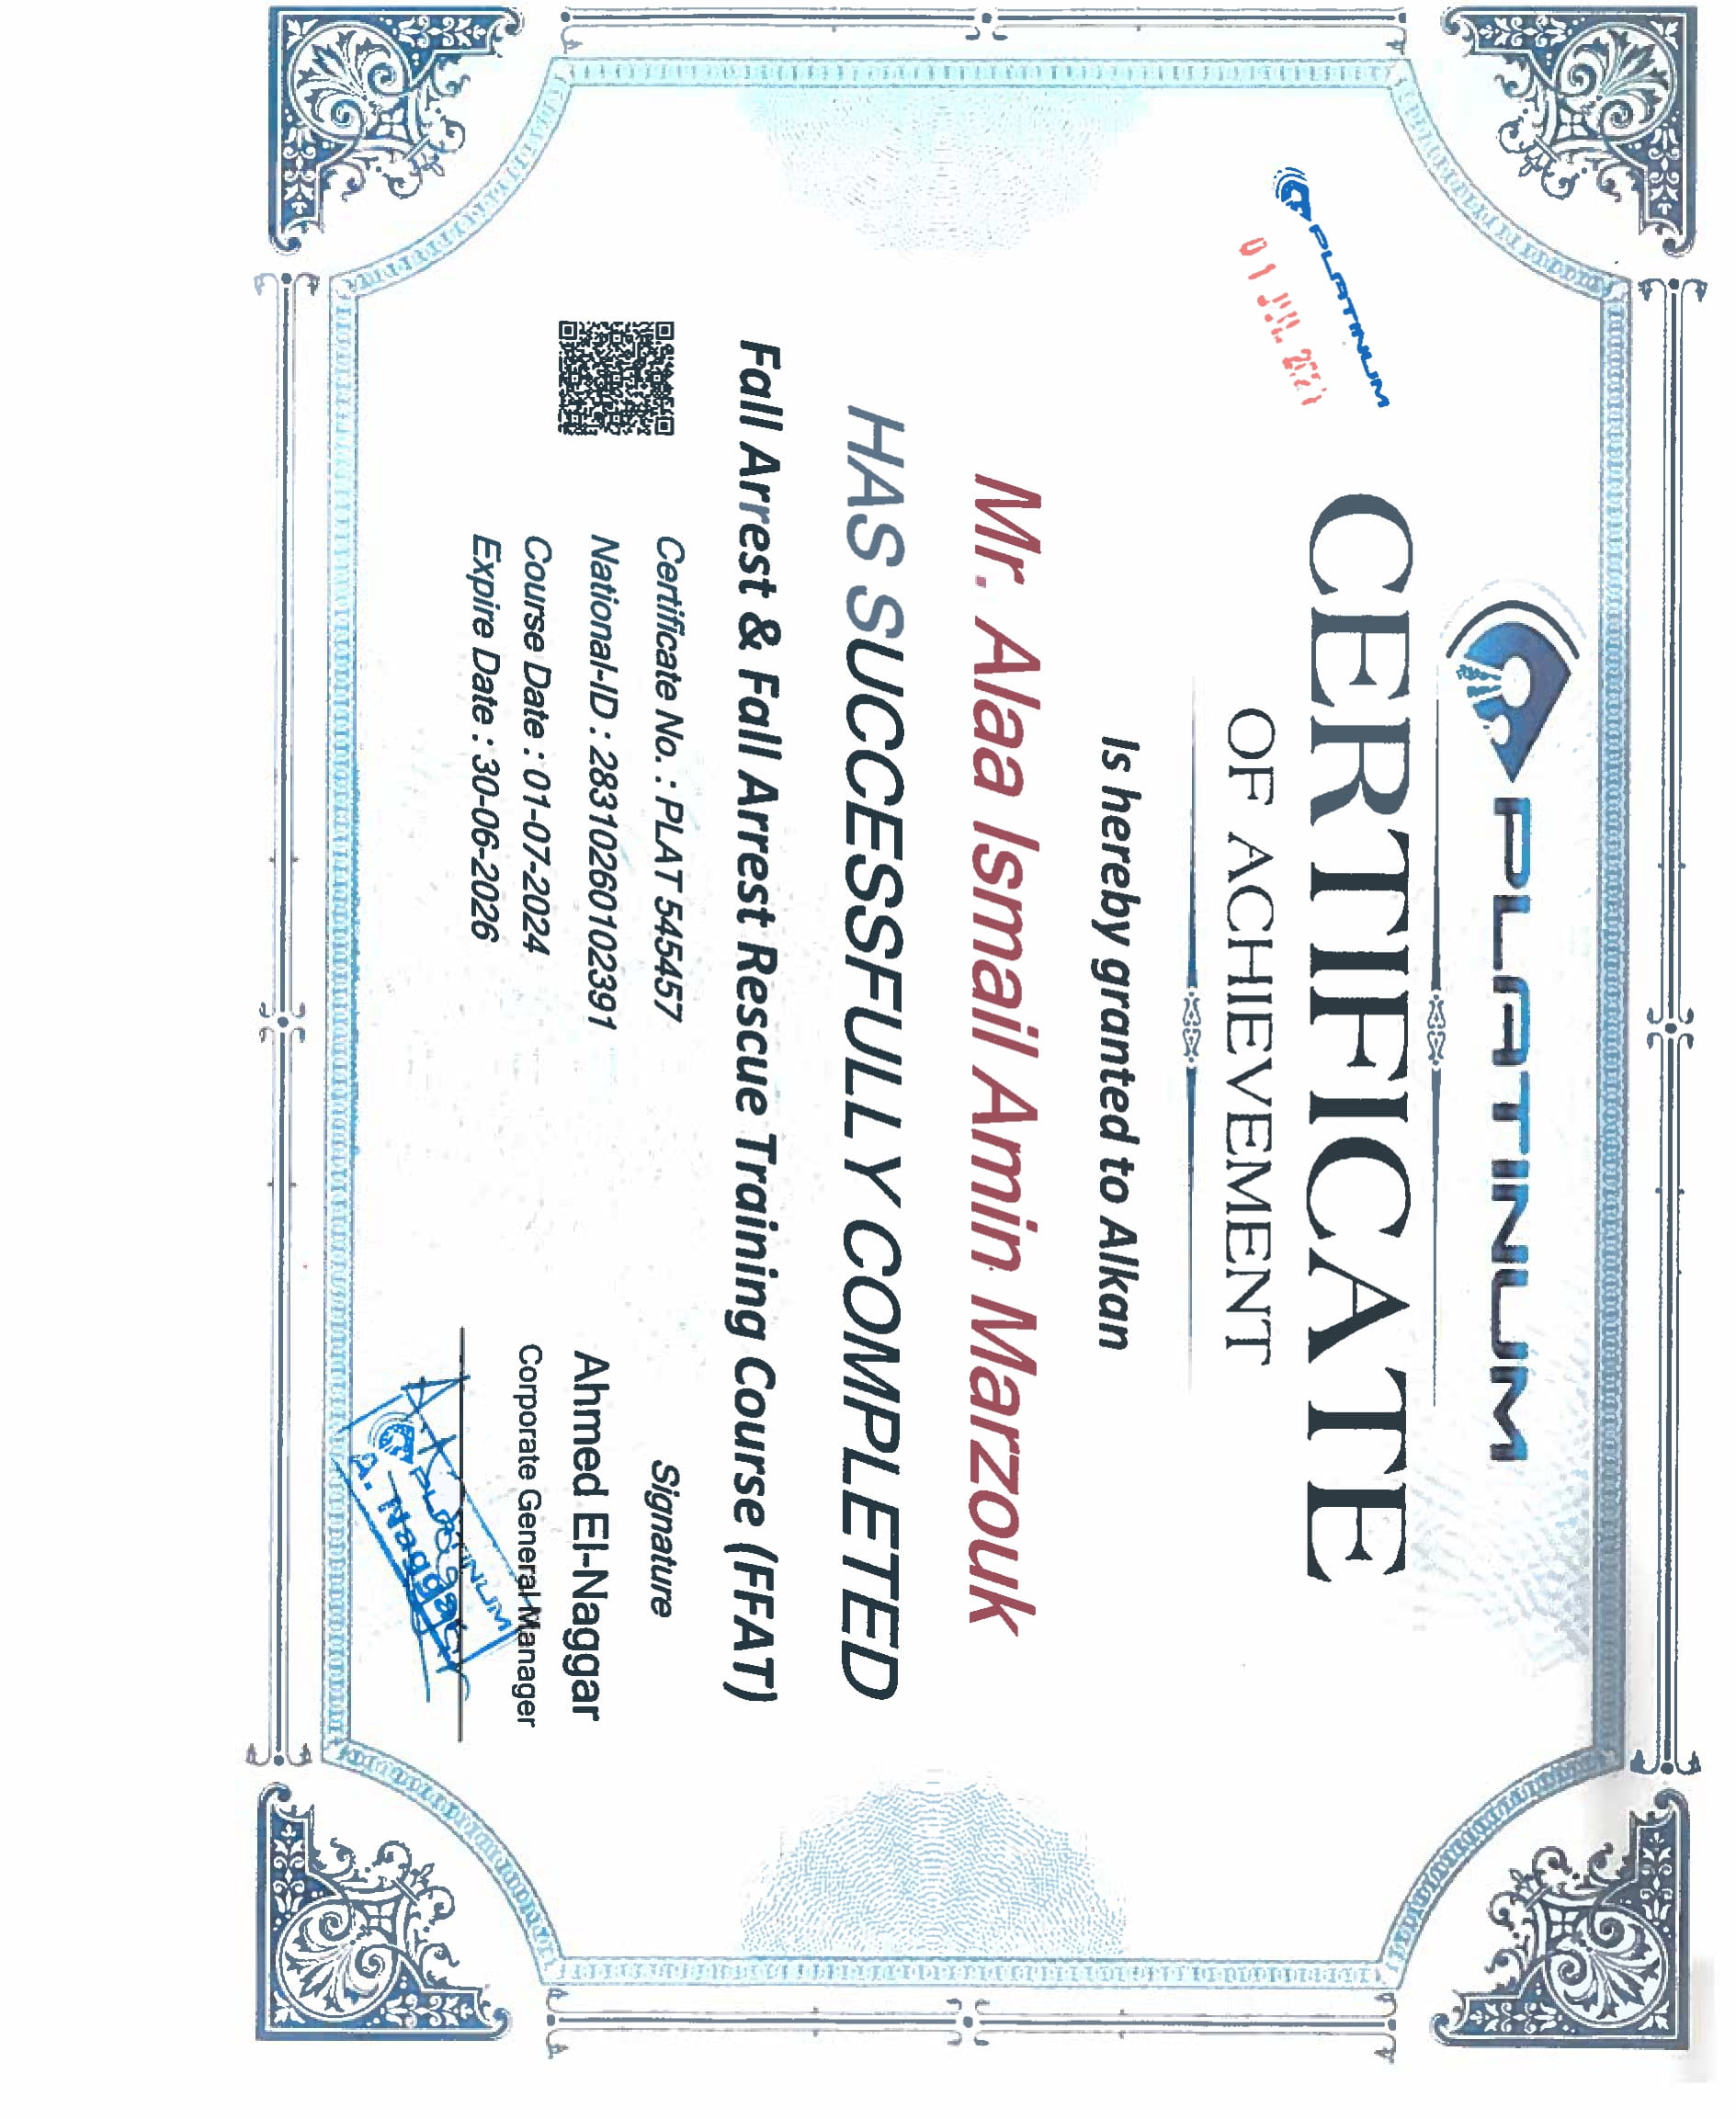 PLATINUM
PLATINUM
01 JUL 2024
CERTIFICATE
OF ACHIEVEMENT
Is hereby granted to Alkan
Mr. Alaa Ismail Amin Marzouk
HAS SUCCESSFULLY COMPLETED
Fall Arrest & Fall Arrest Rescue Training Course (FFAT)
Certificate No. : PLAT 545457
National-ID : 28310260102391
Course Date : 01-07-2024
Expire Date : 30-06-2026
Signature
Ahmed El-Naggar
Corporate General Manager
PLATINUM
A. Naggar